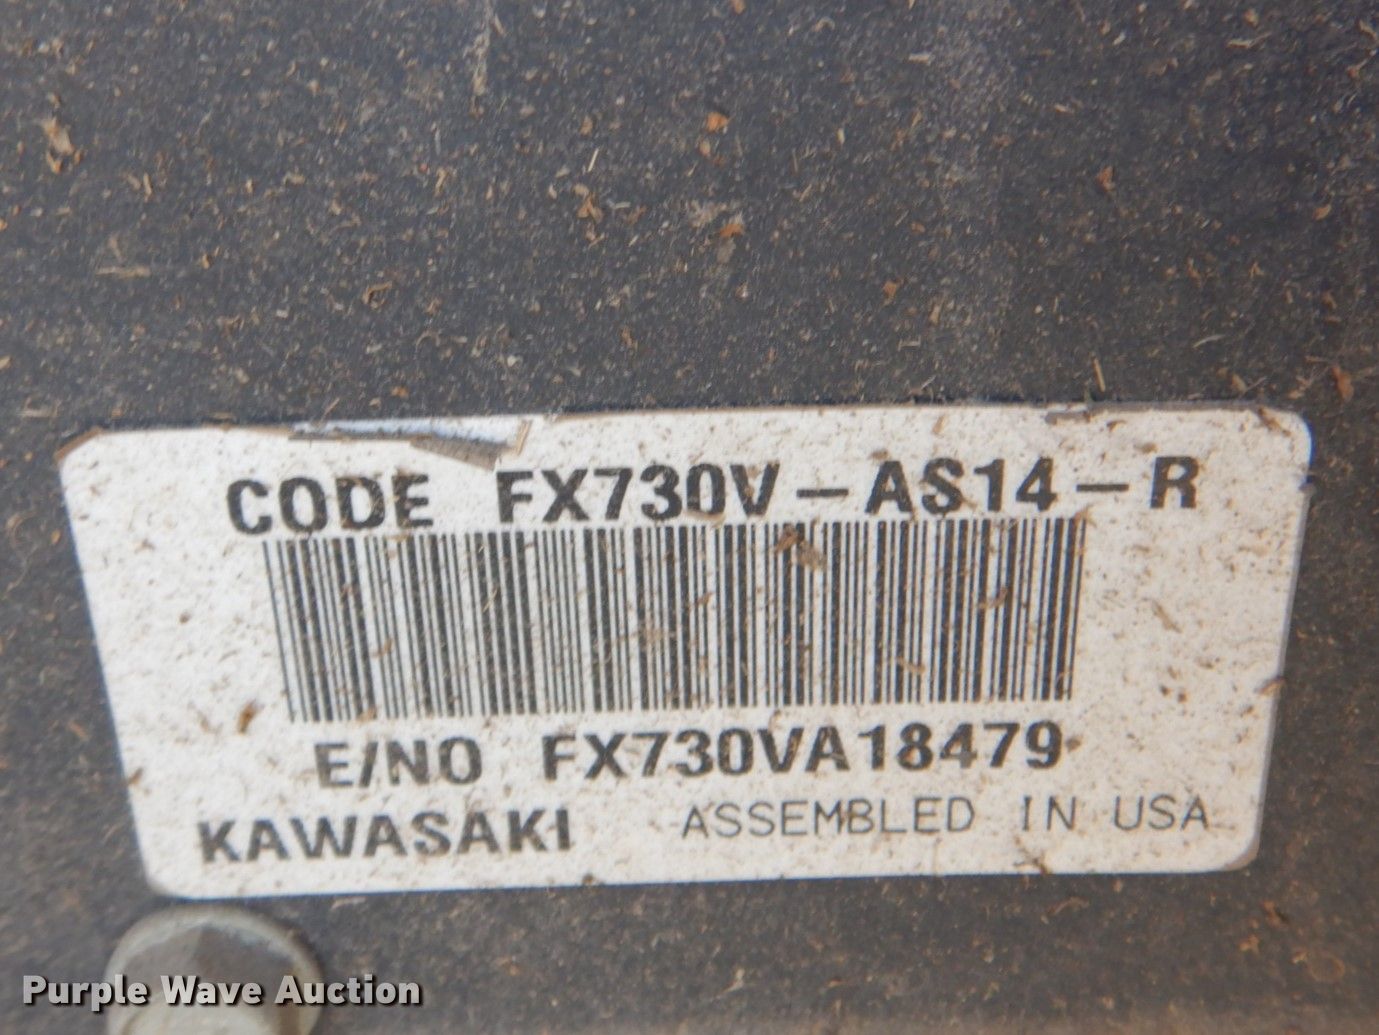 CODE FX730V-AS14-R
E/NO FX730VA18479
KAWASAKI ASSEMBLED IN USA
Purple Wave Auction